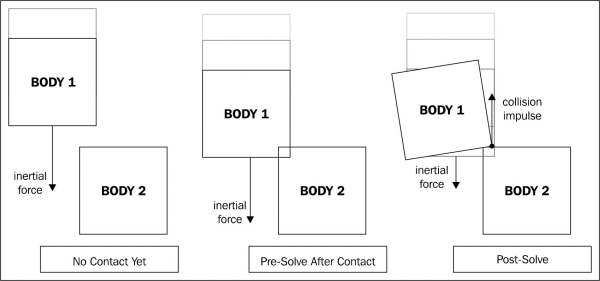 BODY 1
inertial
force
BODY 2
No Contact Yet
BODY 1
inertial
force
BODY 2
Pre-Solve After Contact
BODY 1
collision
impulse
inertial
force
BODY 2
Post-Solve